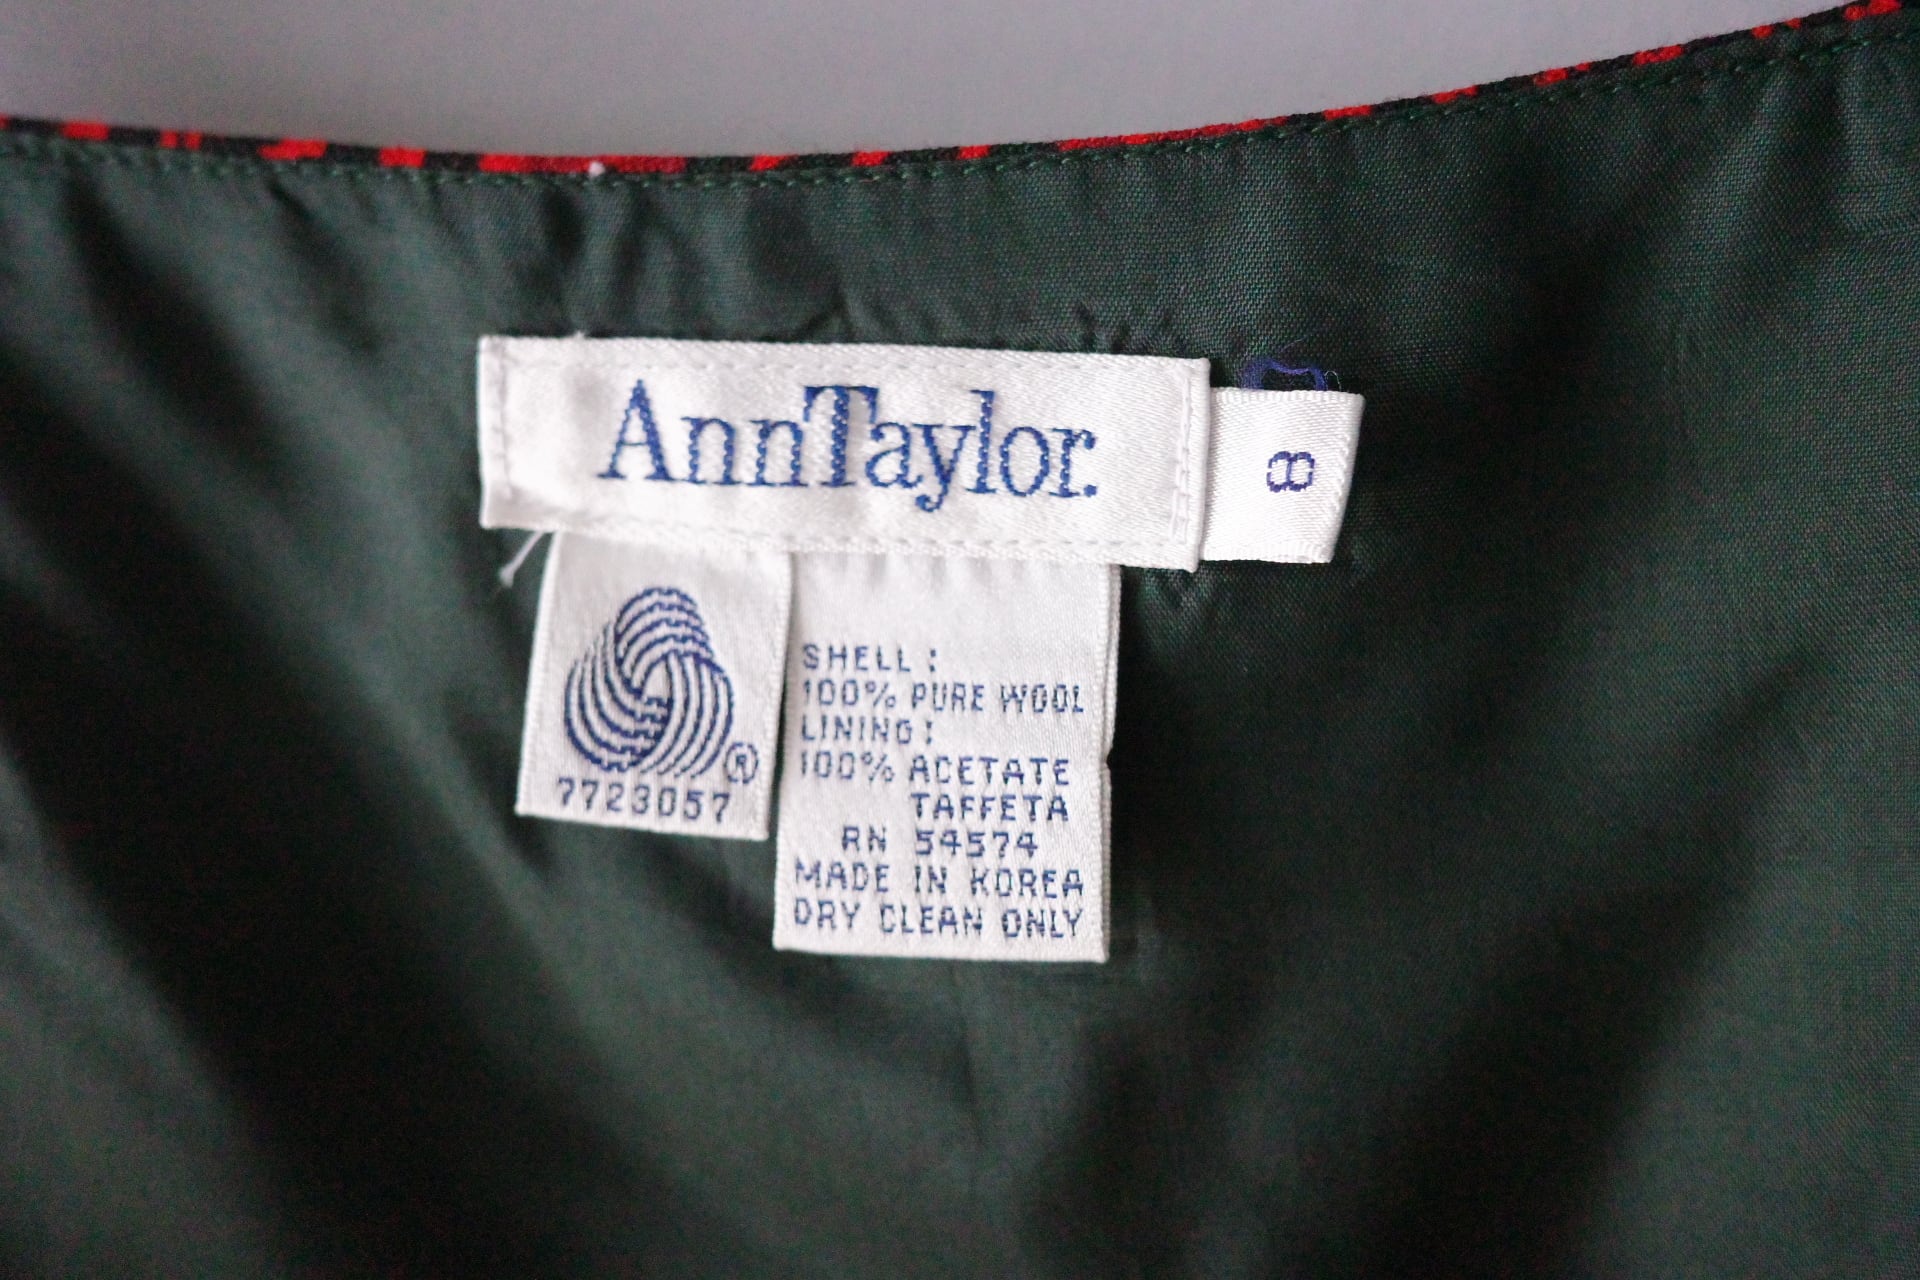 AnnTaylor.
8
®
7723057
SHELL:
100% PURE WOOL
LINING:
100% ACETATE
TAFFETA
RN 54574
MADE IN KOREA
DRY CLEAN ONLY